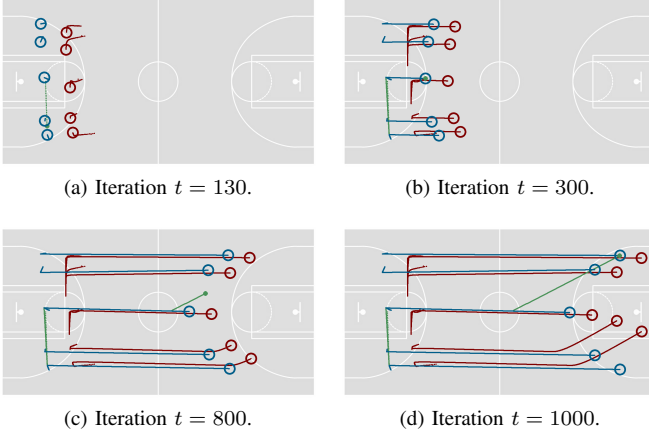 (a) Iteration t = 130.
(b) Iteration t = 300.
(c) Iteration t = 800.
(d) Iteration t = 1000.